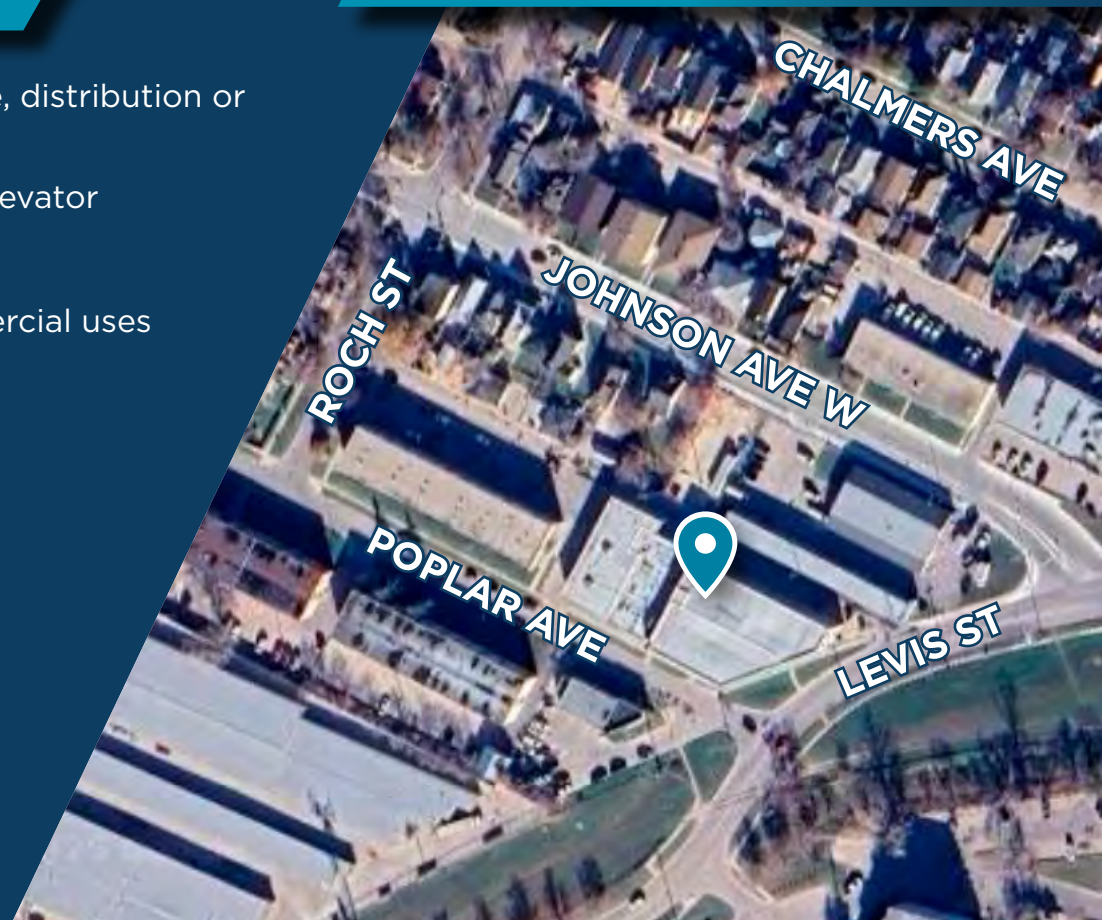 , distribution or
evator
ercial uses
CHALMERS AVE
JOHNSON AVE W
ROCH ST
POPLAR AVE
LEVIS ST